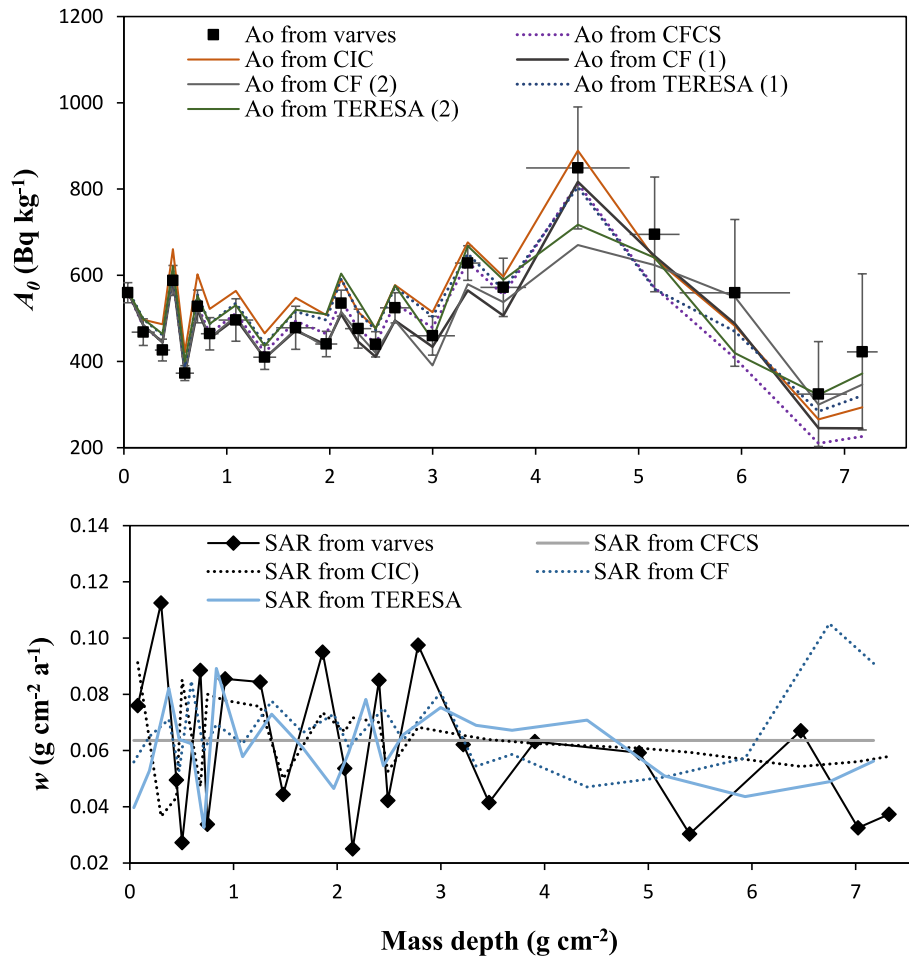 1200
1000
800
600
400
200
A₀ (Bq kg⁻¹)
Ao from varves
Ao from CFCS
Ao from CIC
Ao from CF (1)
Ao from CF (2)
Ao from TERESA (1)
Ao from TERESA (2)
0 1 2 3 4 5 6 7
0.14
0.12
0.10
0.08
0.06
0.04
0.02
w (g cm⁻² a⁻¹)
SAR from varves
SAR from CFCS
SAR from CIC)
SAR from CF
SAR from TERESA
0 1 2 3 4 5 6 7
Mass depth (g cm⁻²)